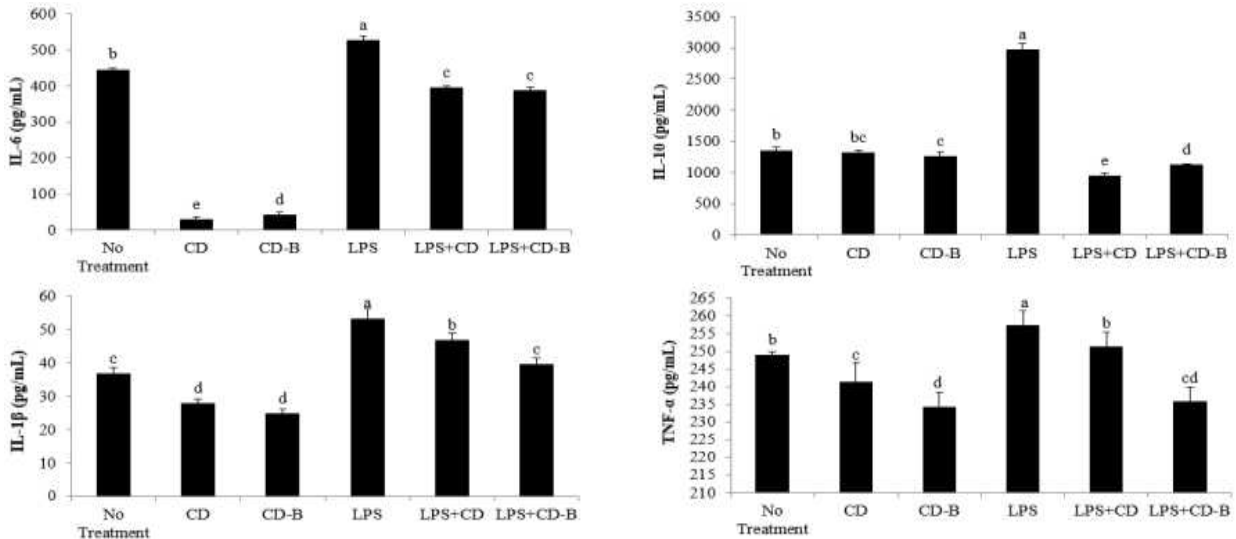 IL-6 (pg/mL)
600
500
400
300
200
100
0
b
e
d
a
c
c
No Treatment
CD
CD-B
LPS
LPS+CD
LPS+CD-B
IL-10 (pg/mL)
3500
3000
2500
2000
1500
1000
500
0
b
bc
c
a
e
d
No Treatment
CD
CD-B
LPS
LPS+CD
LPS+CD-B
IL-1β (pg/mL)
60
50
40
30
20
10
0
c
d
d
a
b
c
No Treatment
CD
CD-B
LPS
LPS+CD
LPS+CD-B
TNF-α (pg/mL)
265
260
255
250
245
240
235
230
225
220
215
210
b
c
d
a
b
cd
No Treatment
CD
CD-B
LPS
LPS+CD
LPS+CD-B